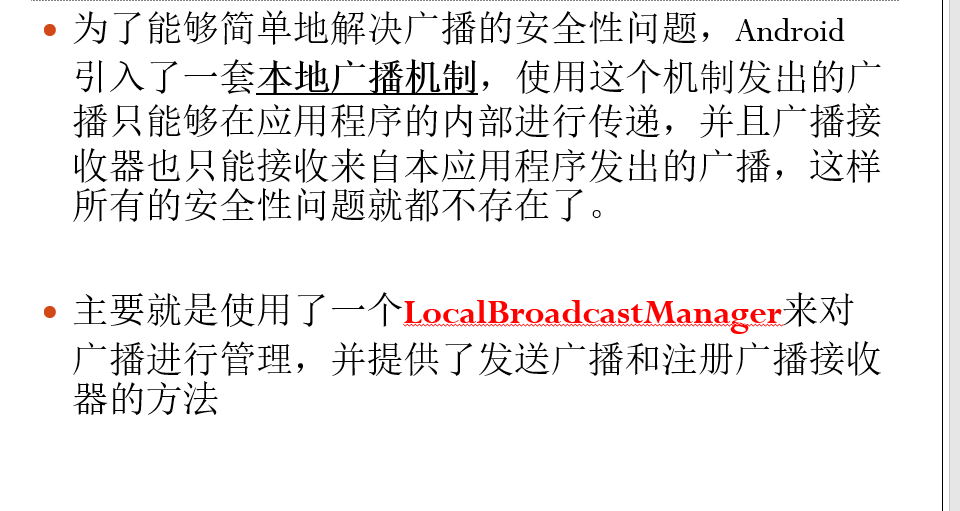 为了能够简单地解决广播的安全性问题，Android
引入了一套本地广播机制，使用这个机制发出的广
播只能够在应用程序的内部进行传递，并且广播接
收器也只能接收来自本应用程序发出的广播，这样
所有的安全性问题就都不存在了。
主要就是使用了一个LocalBroadcastManager来对
广播进行管理，并提供了发送广播和注册广播接收
器的方法